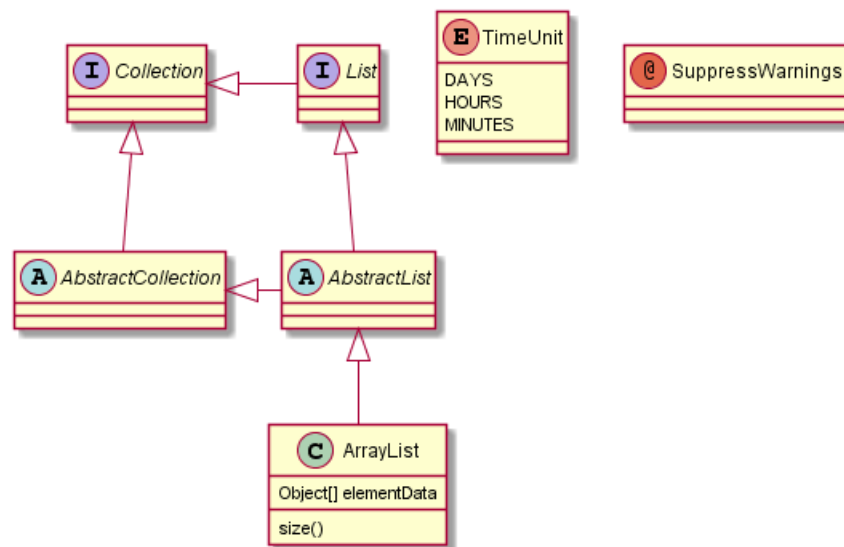 I Collection
I List
E TimeUnit
DAYS
HOURS
MINUTES
@ SuppressWarnings
A AbstractCollection
A AbstractList
C ArrayList
Object[] elementData
size()